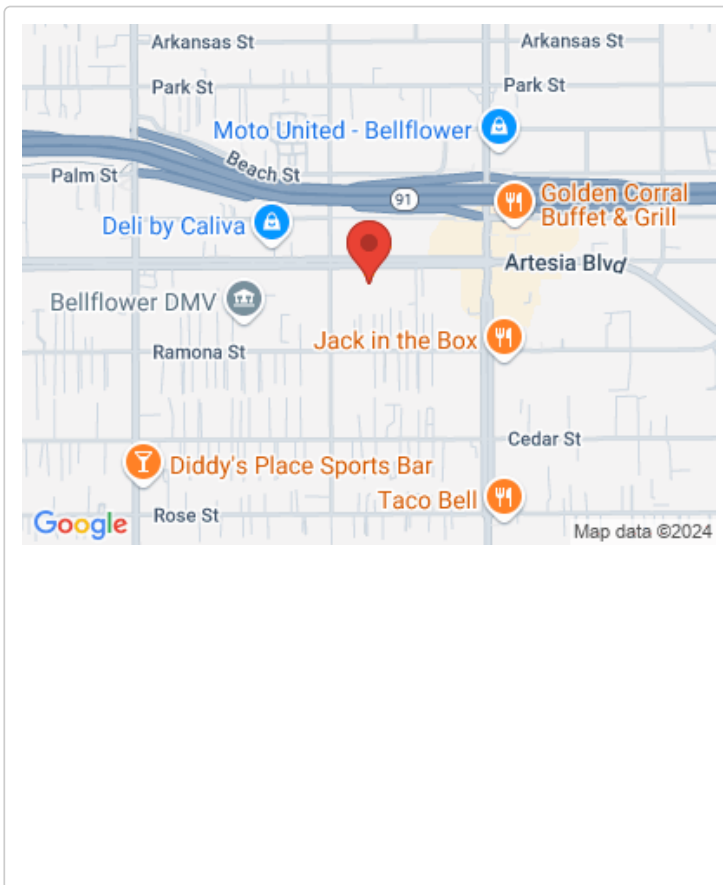 Arkansas St
Arkansas St
Park St
Park St
Moto United - Bellflower
Beach St
Palm St
91
Golden Corral
Buffet & Grill
Deli by Caliva
Artesia Blvd
Bellflower DMV
Jack in the Box
Ramona St
Cedar St
Diddy's Place Sports Bar
Taco Bell
Rose St
Google
Map data ©2024